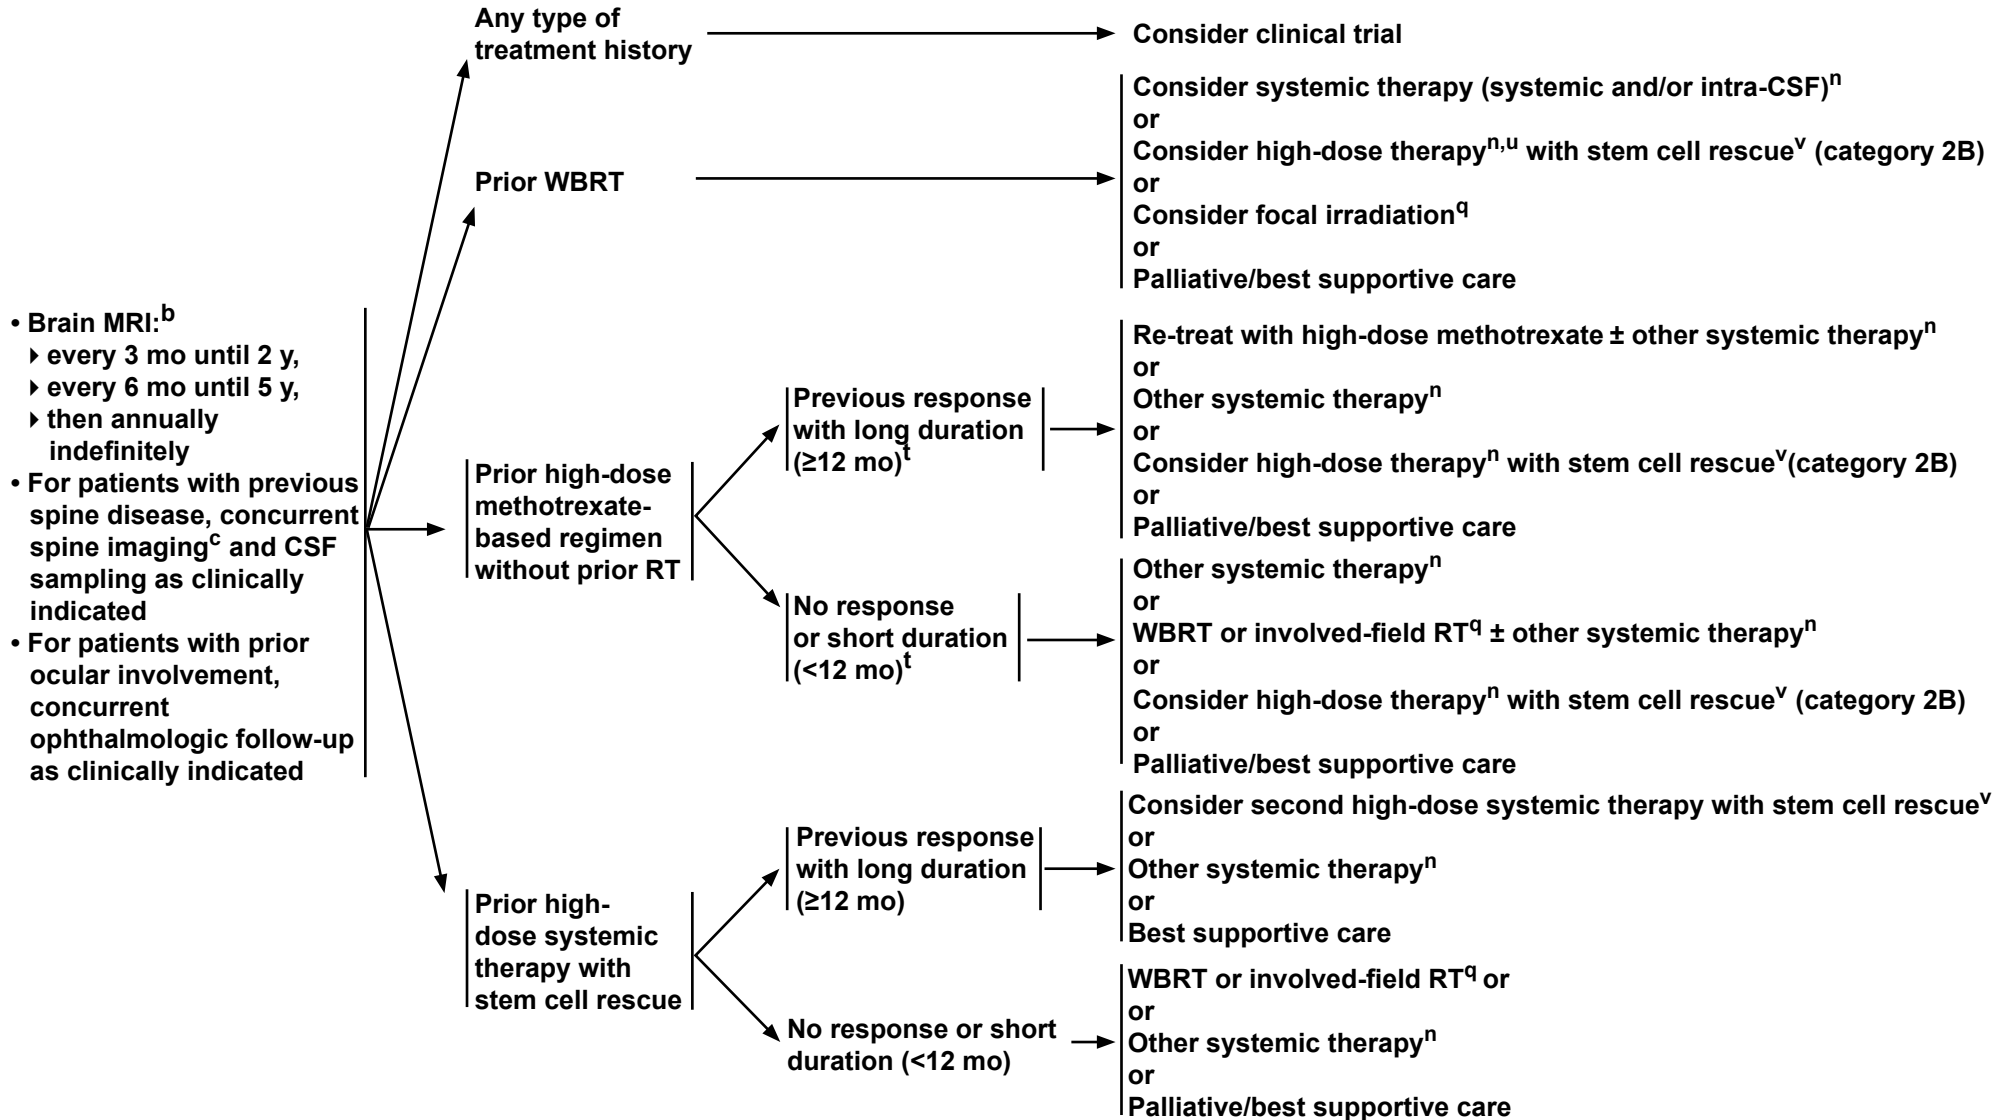 Any type of
treatment history
Consider clinical trial
Prior WBRT
Consider systemic therapy (systemic and/or intra-CSF)n
or
Consider high-dose therapyn,u with stem cell rescuev (category 2B)
or
Consider focal irradiationq
or
Palliative/best supportive care
• Brain MRI:b
▸ every 3 mo until 2 y,
▸ every 6 mo until 5 y,
▸ then annually
indefinitely
• For patients with previous
spine disease, concurrent
spine imagingc and CSF
sampling as clinically
indicated
• For patients with prior
ocular involvement,
concurrent
ophthalmologic follow-up
as clinically indicated
Prior high-dose
methotrexate-
based regimen
without prior RT
Previous response
with long duration
(≥12 mo)t
Re-treat with high-dose methotrexate ± other systemic therapyn
or
Other systemic therapyn
or
Consider high-dose therapyn with stem cell rescuev(category 2B)
or
Palliative/best supportive care
No response
or short duration
(<12 mo)t
Other systemic therapyn
or
WBRT or involved-field RTq ± other systemic therapyn
or
Consider high-dose therapyn with stem cell rescuev (category 2B)
or
Palliative/best supportive care
Prior high-
dose systemic
therapy with
stem cell rescue
Previous response
with long duration
(≥12 mo)
Consider second high-dose systemic therapy with stem cell rescuev
or
Other systemic therapyn
or
Best supportive care
No response or short
duration (<12 mo)
WBRT or involved-field RTq or
or
Other systemic therapyn
or
Palliative/best supportive care